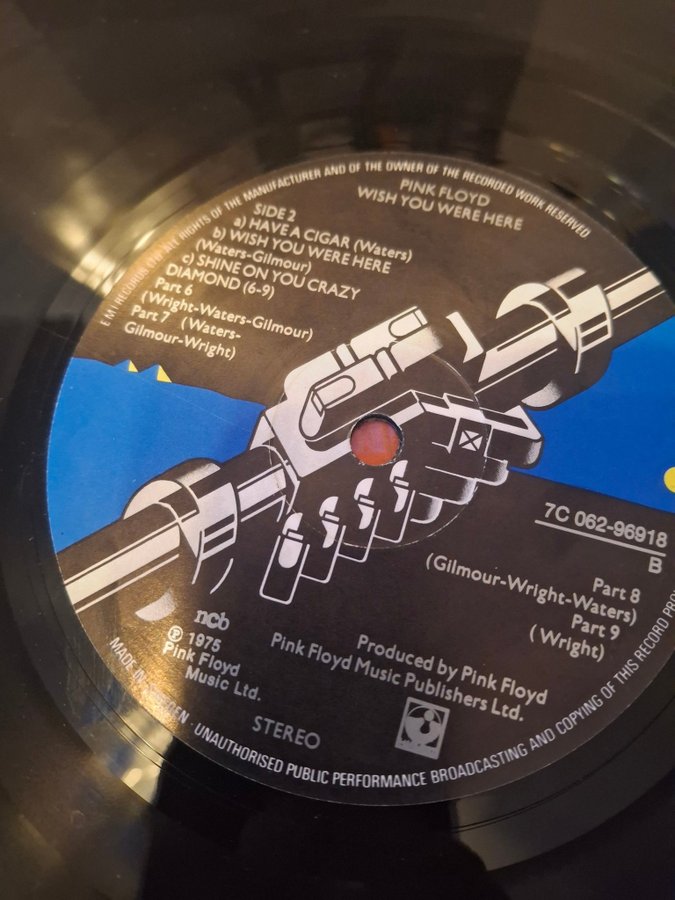 E M I RECORDS LTD ALL RIGHTS OF THE MANUFACTURER AND OF THE OWNER OF THE RECORDED WORK RESERVED
PINK FLOYD
WISH YOU WERE HERE
SIDE 2
a) HAVE A CIGAR (Waters)
b) WISH YOU WERE HERE
(Waters-Gilmour)
c) SHINE ON YOU CRAZY
DIAMOND (6-9)
Part 6
(Wright-Waters-Gilmour)
Part 7 (Waters-
Gilmour-Wright)
7C 062-96918
B
Part 8
(Gilmour-Wright-Waters)
Part 9
(Wright)
ncb
Ⓟ 1975
Pink Floyd
Music Ltd.
Produced by Pink Floyd
Pink Floyd Music Publishers Ltd.
STEREO
MADE IN SWEDEN · UNAUTHORISED PUBLIC PERFORMANCE BROADCASTING AND COPYING OF THIS RECORD